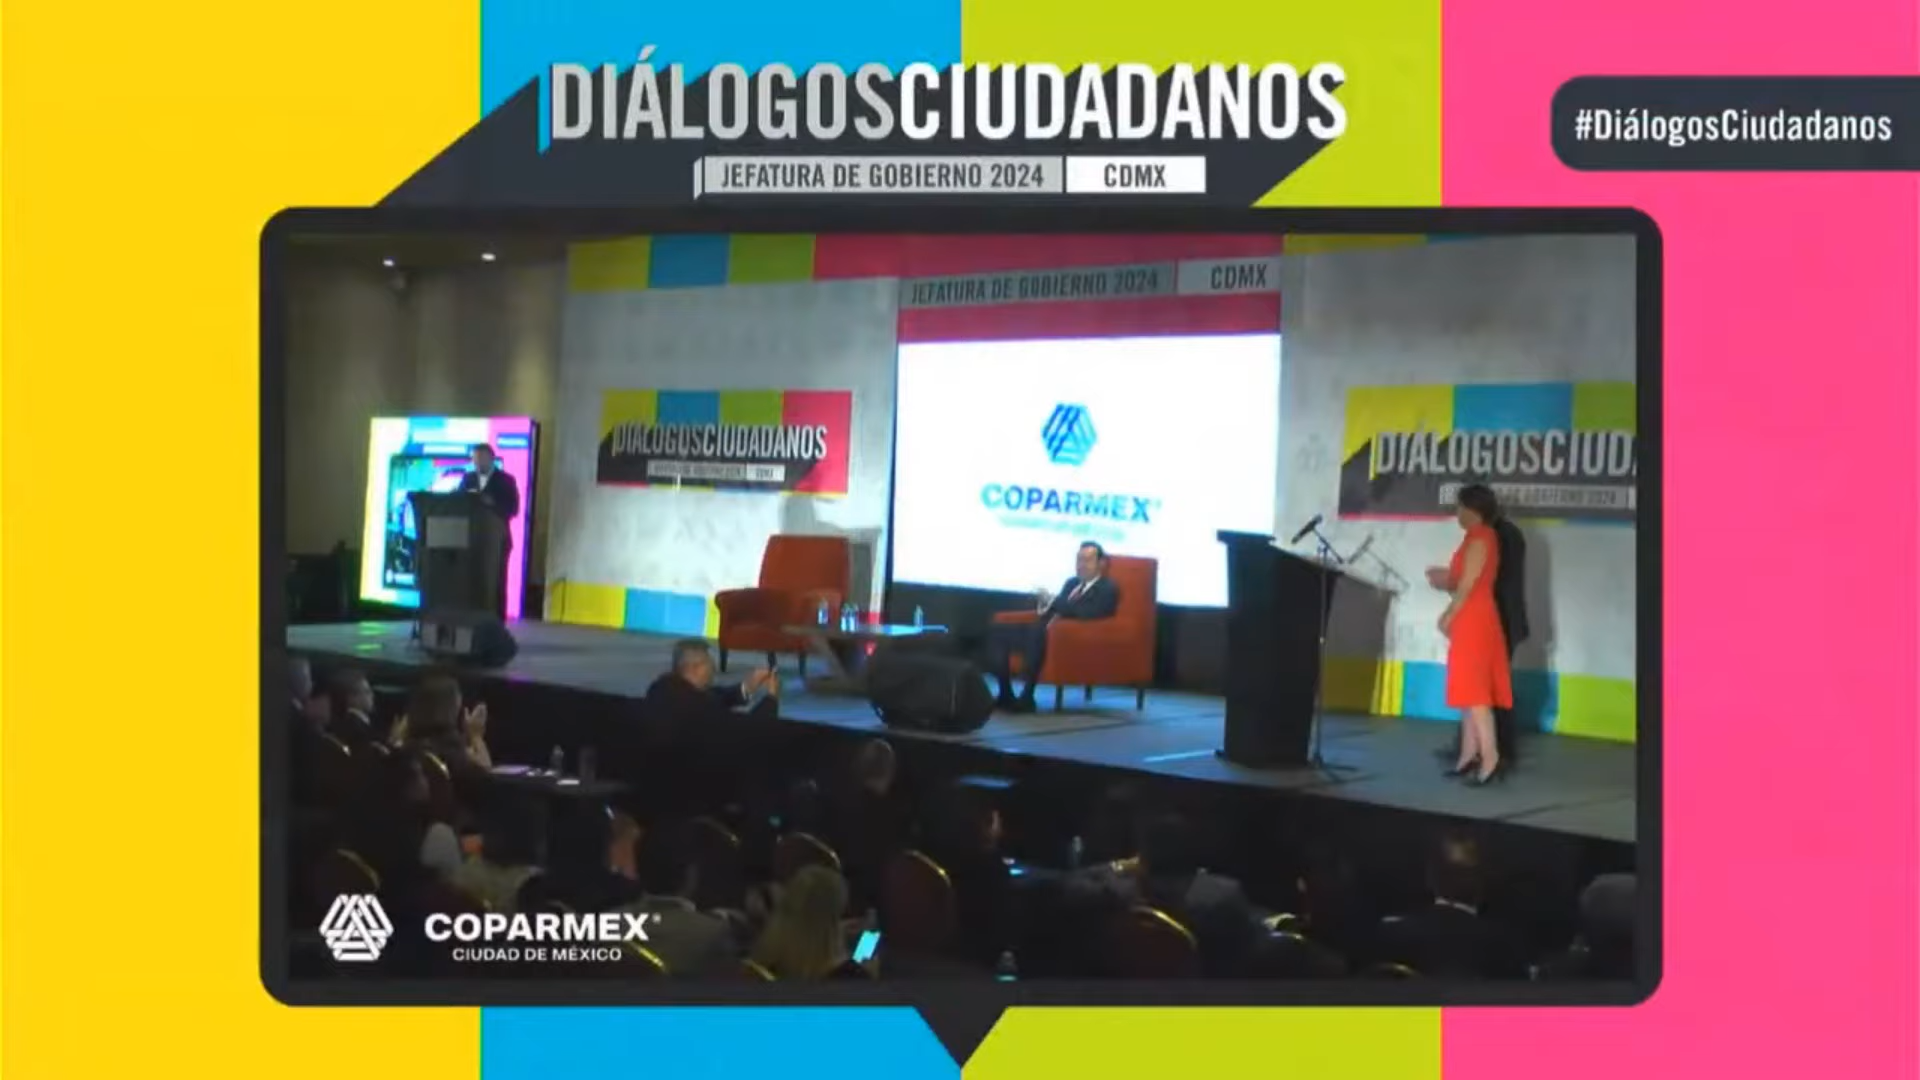 DIÁLOGOSCIUDADANOS
JEFATURA DE GOBIERNO 2024 CDMX
#DiálogosCiudadanos
JEFATURA DE GOBIERNO 2024 CDMX
DIÁLOGOSCIUDADANOS
COPARMEX
DIÁLOGOSCIUD
COPARMEX®
CIUDAD DE MÉXICO